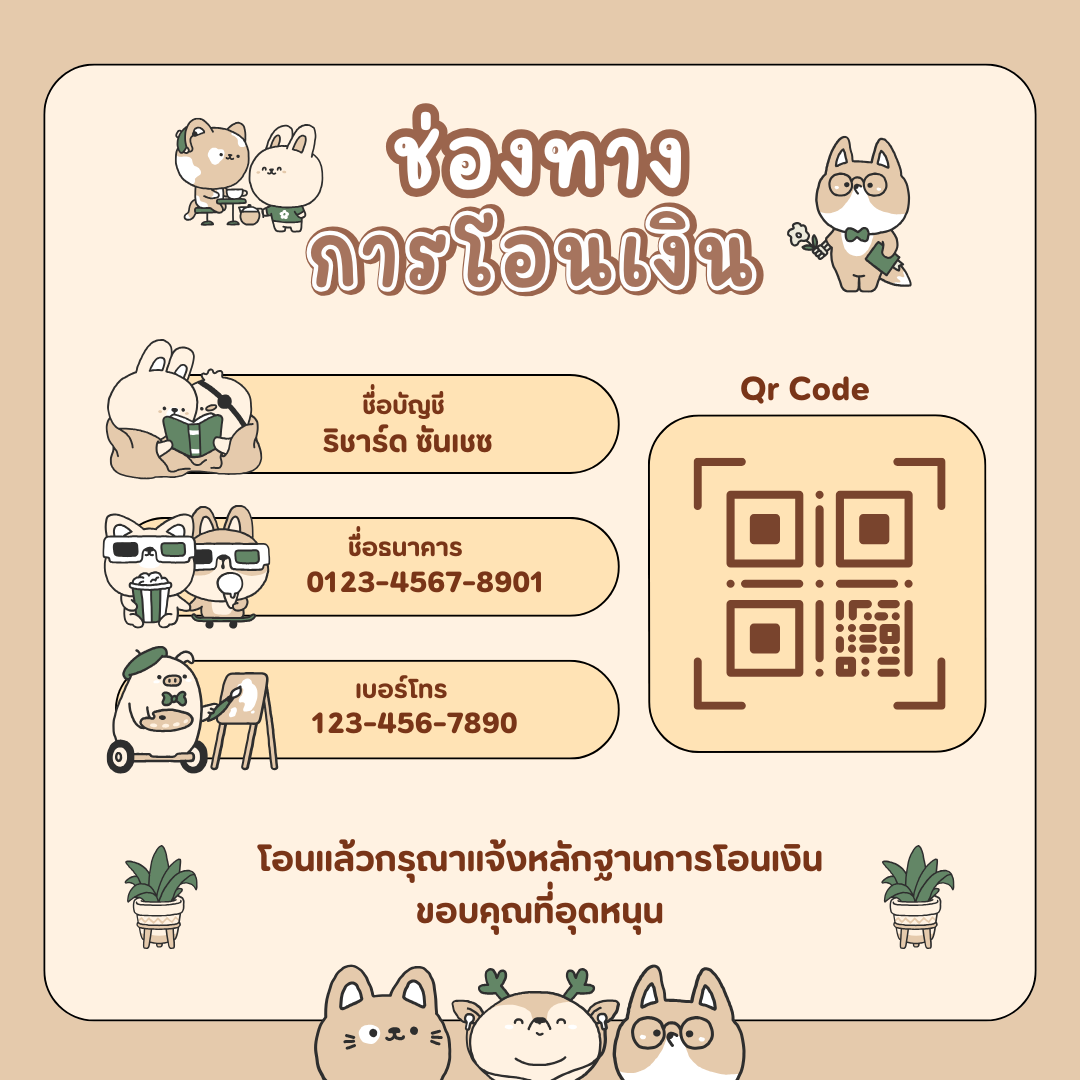 ช่องทาง
การโอนเงิน
ชื่อบัญชี
ริชาร์ด ซันเชซ
ชื่อธนาคาร
0123-4567-8901
เบอร์โทร
123-456-7890
Qr Code
โอนแล้วกรุณาแจ้งหลักฐานการโอนเงิน
ขอบคุณที่อุดหนุน